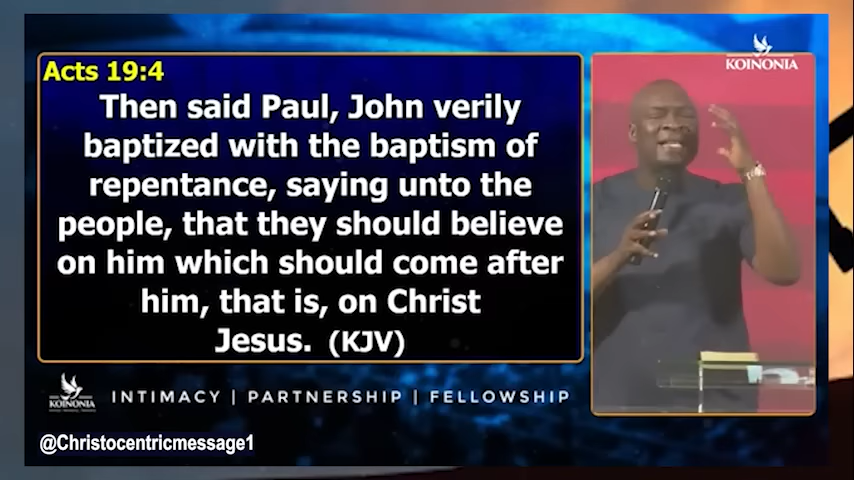 Acts 19:4
Then said Paul, John verily
baptized with the baptism of
repentance, saying unto the
people, that they should believe
on him which should come after
him, that is, on Christ
Jesus. (KJV)
KOINONIA
KOINONIA
INTIMACY | PARTNERSHIP | FELLOWSHIP
@Christocentricmessage1